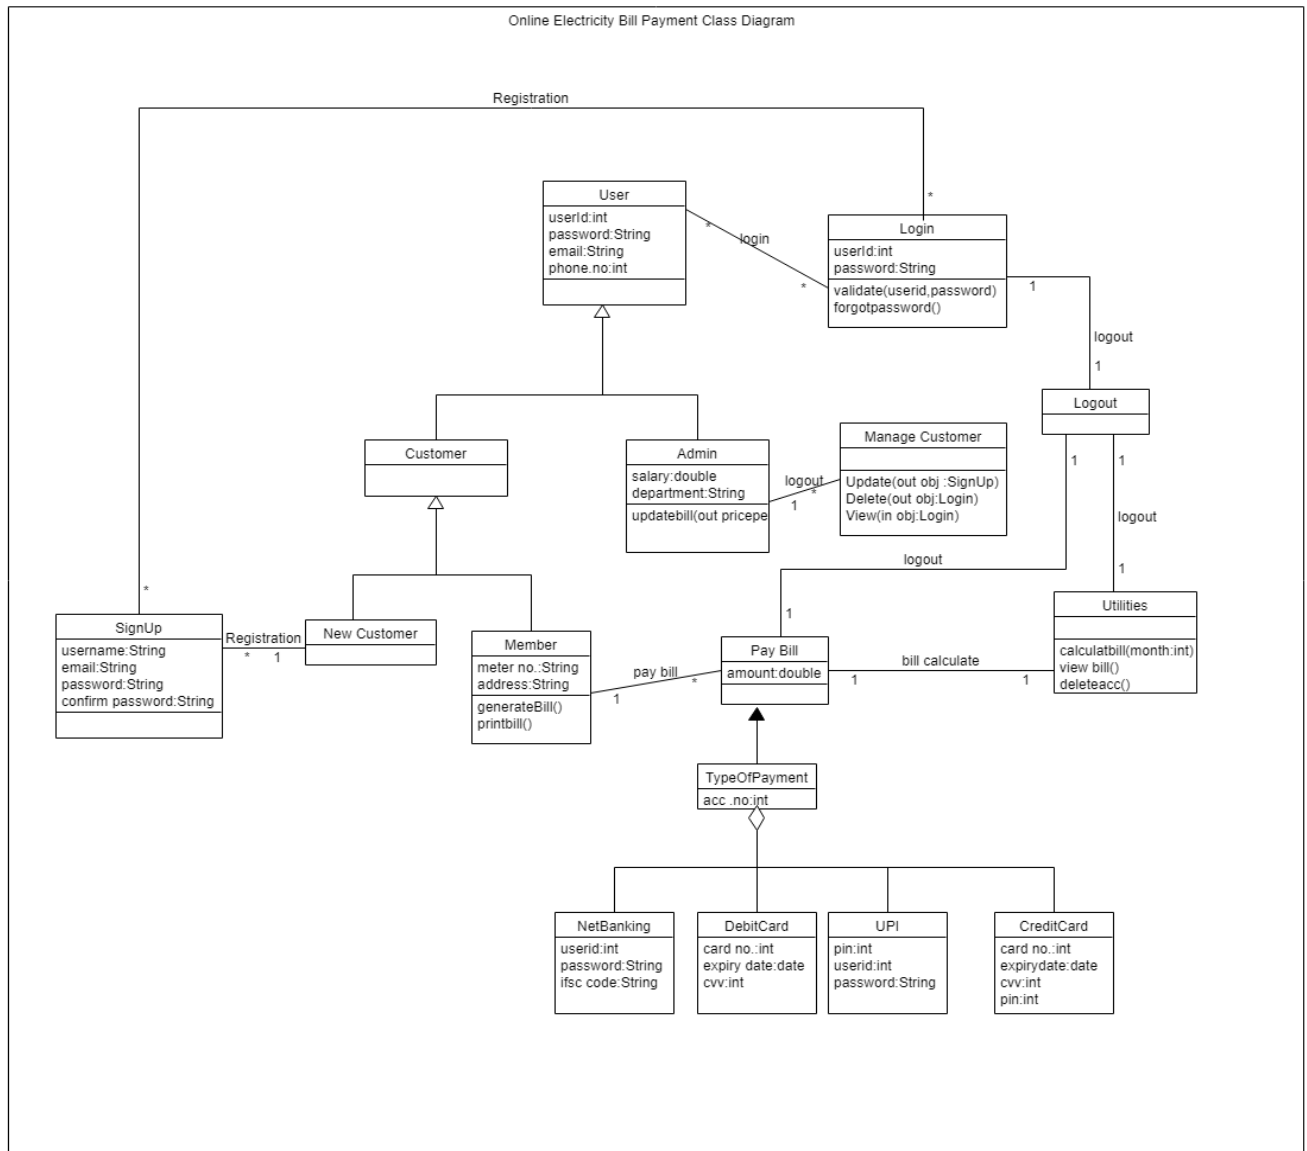 Online Electricity Bill Payment Class Diagram
Registration
*
User
userId:int
password:String
email:String
phone.no:int
*
login
*
Login
userId:int
password:String
validate(userid,password)
forgotpassword()
1
logout
1
Logout
Customer
Admin
salary:double
department:String
updatebill(out pricepe
logout
1
*
Manage Customer
Update(out obj :SignUp)
Delete(out obj:Login)
View(in obj:Login)
1
1
logout
logout
1
1
*
SignUp
username:String
email:String
password:String
confirm password:String
Registration
*
1
New Customer
Member
meter no.:String
address:String
generateBill()
printbill()
pay bill
1
*
Pay Bill
amount:double
bill calculate
1
1
Utilities
calculatbill(month:int)
view bill()
deleteacc()
TypeOfPayment
acc .no:int
NetBanking
userid:int
password:String
ifsc code:String
DebitCard
card no.:int
expiry date:date
cvv:int
UPI
pin:int
userid:int
password:String
CreditCard
card no.:int
expirydate:date
cvv:int
pin:int